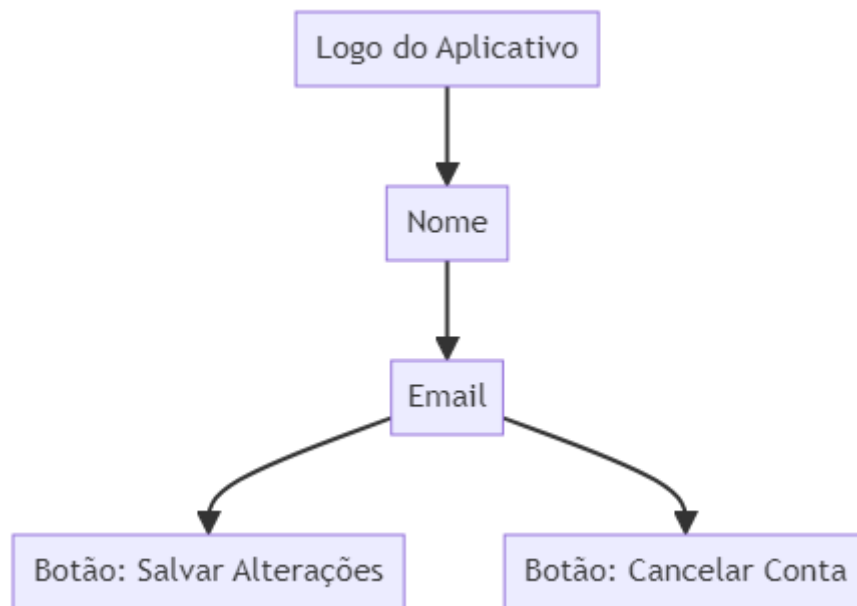 Logo do Aplicativo
Nome
Email
Botão: Salvar Alterações
Botão: Cancelar Conta